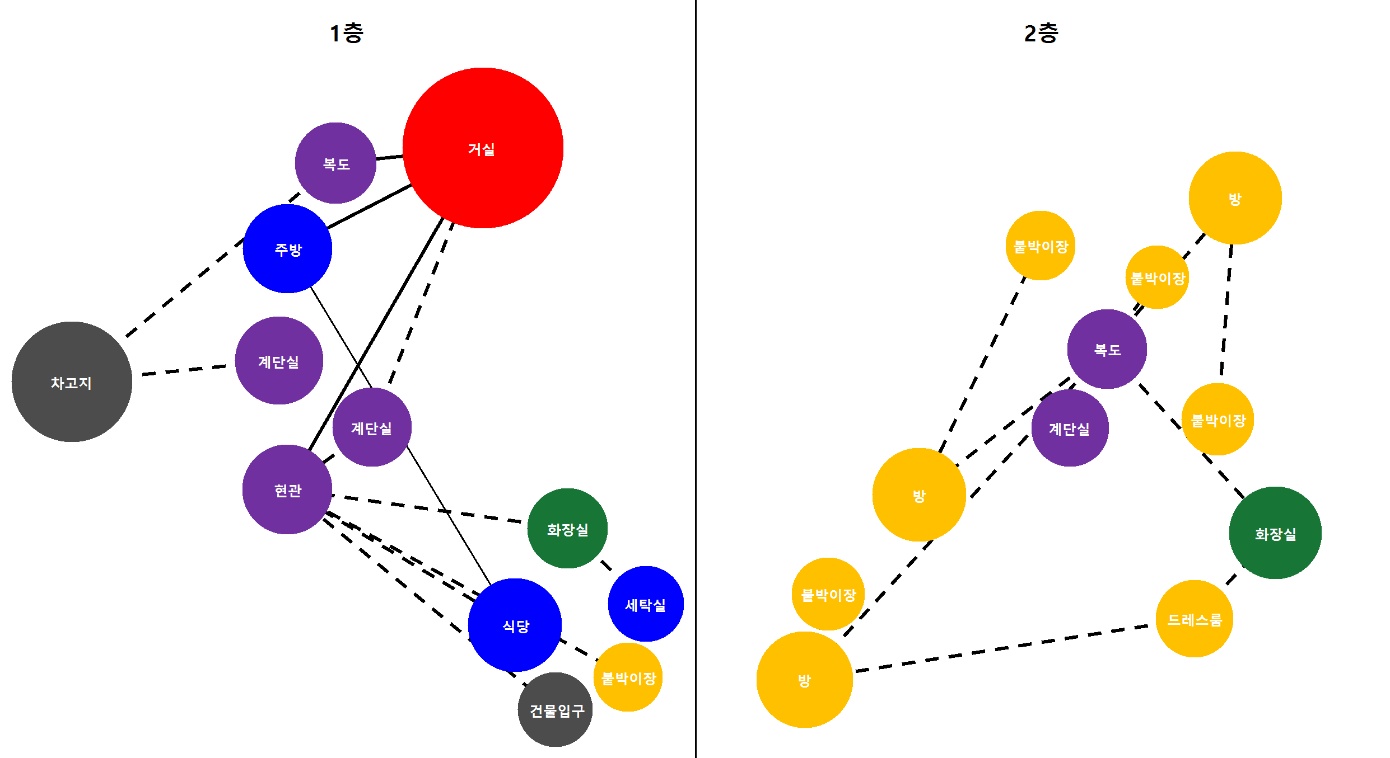 1층
거실
복도
주방
계단실
차고지
계단실
현관
화장실
세탁실
식당
붙박이장
건물입구
2층
방
붙박이장
붙박이장
복도
붙박이장
계단실
방
화장실
붙박이장
드레스룸
방